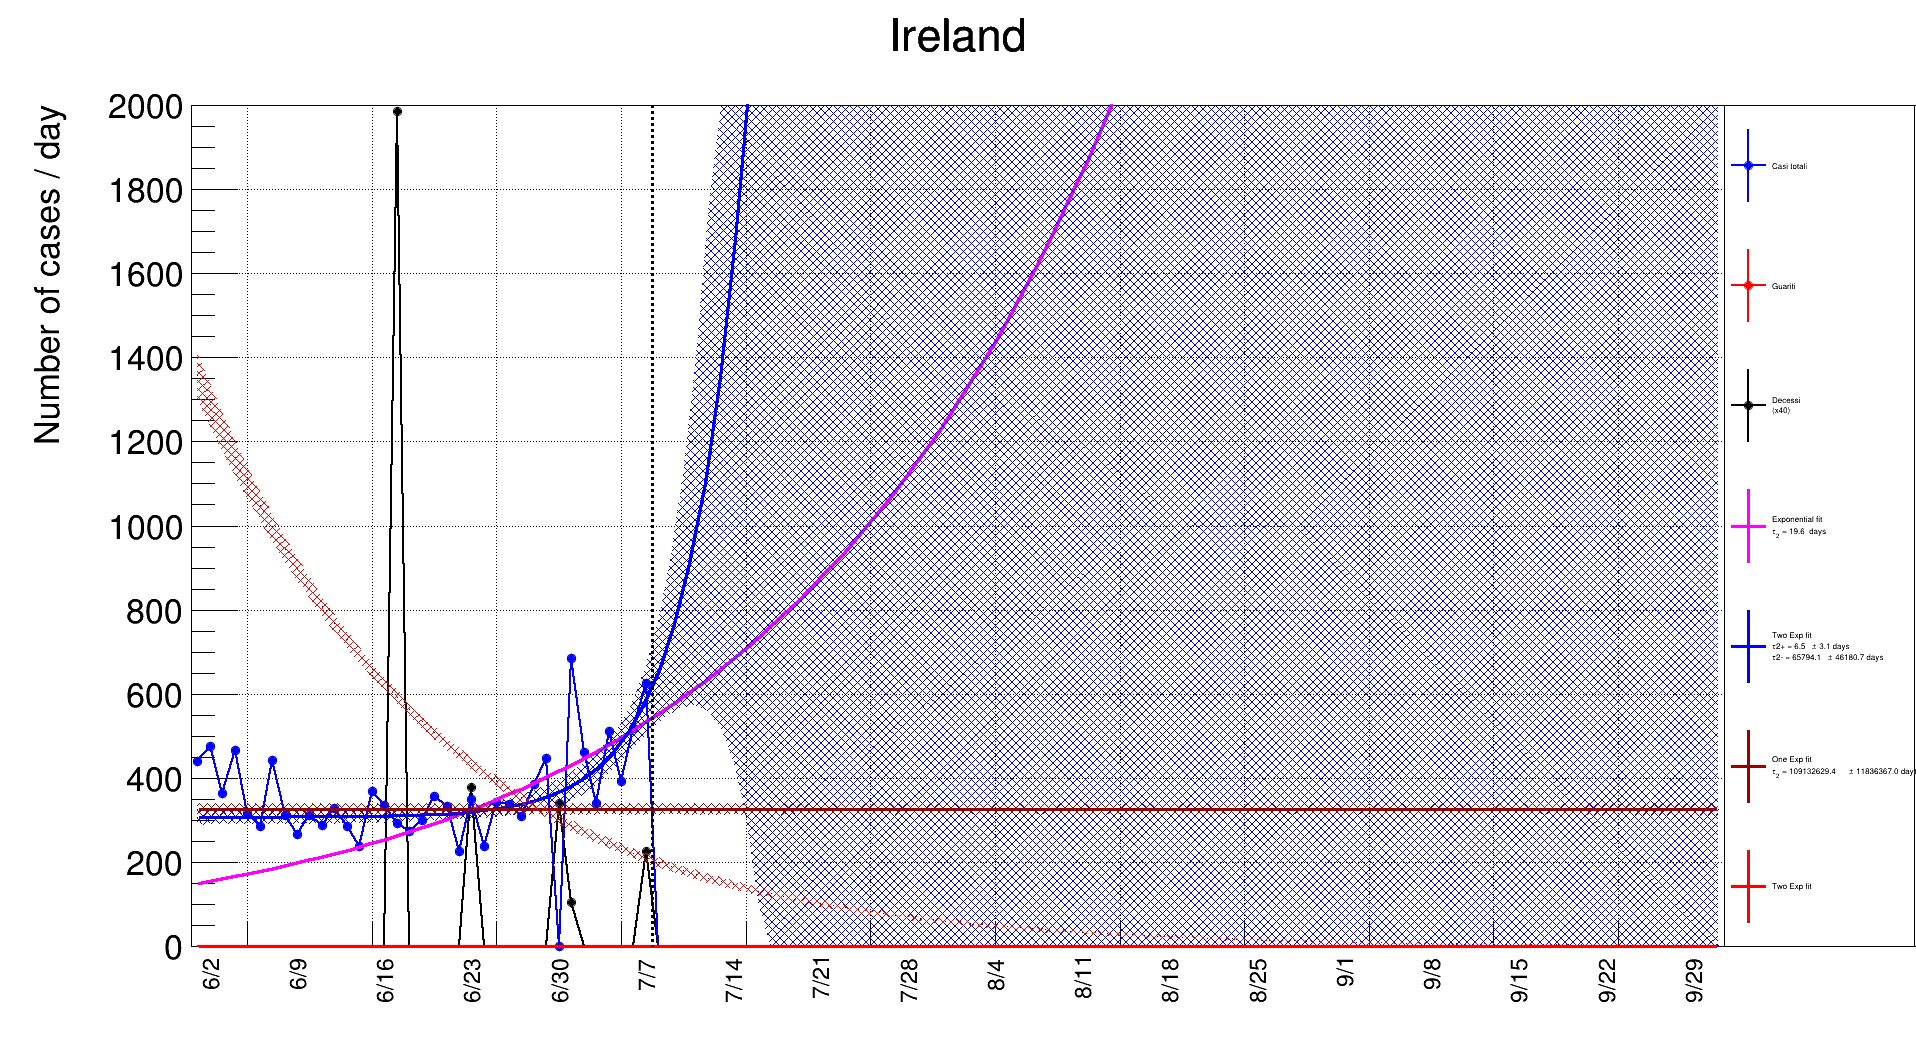 Ireland
Number of cases / day
2000
1800
1600
1400
1200
1000
800
600
400
200
0
6/2
6/9
6/16
6/23
6/30
7/7
7/14
7/21
7/28
8/4
8/11
8/18
8/25
9/1
9/8
9/15
9/22
9/29
Casi totali
Guariti
Decessi
(x40)
Exponential fit
τ2 = 19.6 days
Two Exp fit
τ2+ = 6.5 ± 3.1 days
τ2- = 65794.1 ± 46180.7 days
One Exp fit
τ2 = 109132629.4 ± 11836367.0 days
Two Exp fit